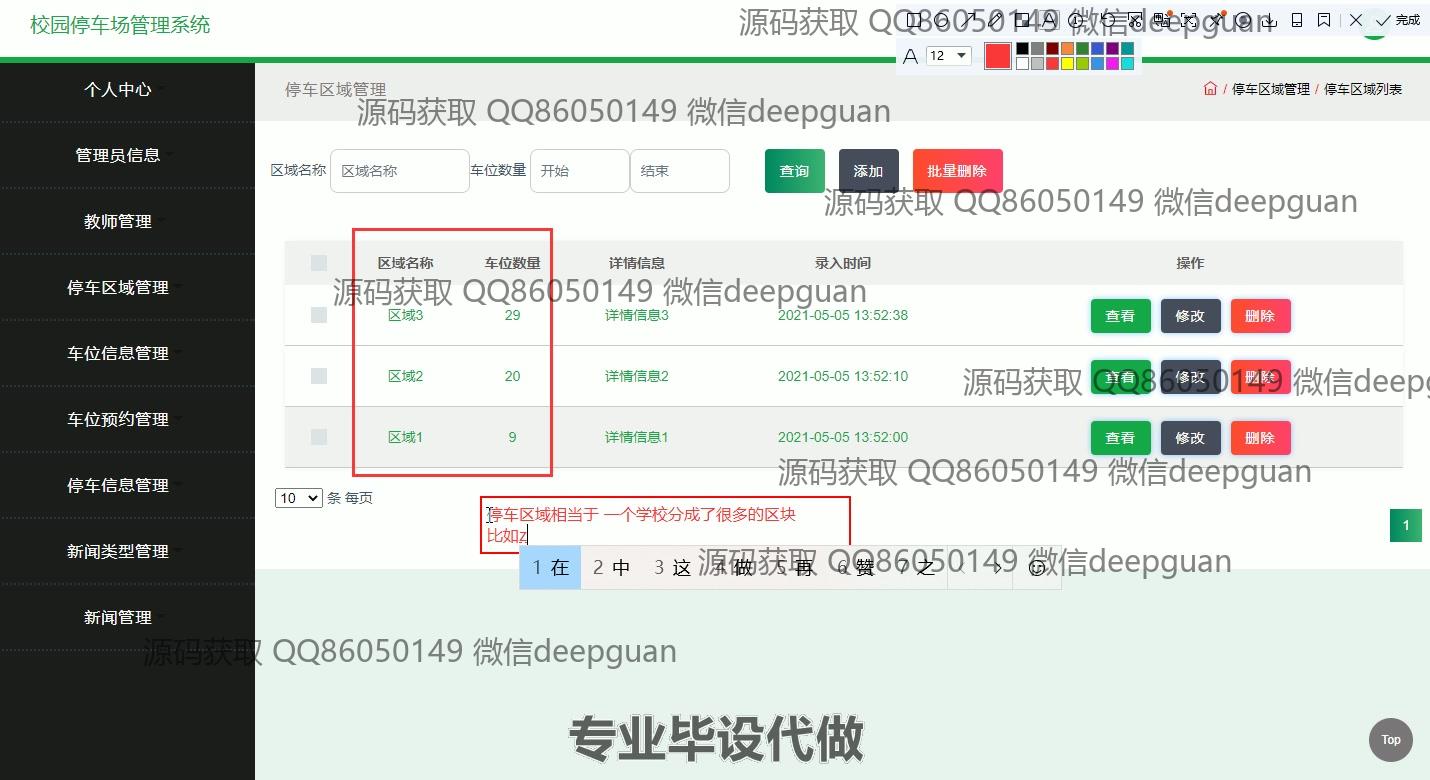 校园停车场管理系统
源码获取 QQ86050149 微信deepguan
完成
A 12
个人中心
管理员信息
教师管理
停车区域管理
车位信息管理
车位预约管理
停车信息管理
新闻类型管理
新闻管理
停车区域管理
/ 停车区域管理 / 停车区域列表
源码获取 QQ86050149 微信deepguan
区域名称 区域名称 车位数量 开始 结束 查询 添加 批量删除
源码获取 QQ86050149 微信deepguan
区域名称 车位数量 详情信息 录入时间 操作
源码获取 QQ86050149 微信deepguan
区域3 29 详情信息3 2021-05-05 13:52:38 查看 修改 删除
区域2 20 详情信息2 2021-05-05 13:52:10 查看 修改 删除
源码获取 QQ86050149 微信deepg
区域1 9 详情信息1 2021-05-05 13:52:00 查看 修改 删除
源码获取 QQ86050149 微信deepguan
10 条 每页
停车区域相当于 一个学校分成了很多的区块
比如z
1
1 在 2 中 3 这 4 做 5 再 6 赞 7 之
源码获取 QQ86050149 微信deepguan
源码获取 QQ86050149 微信deepguan
专业毕设代做
Top